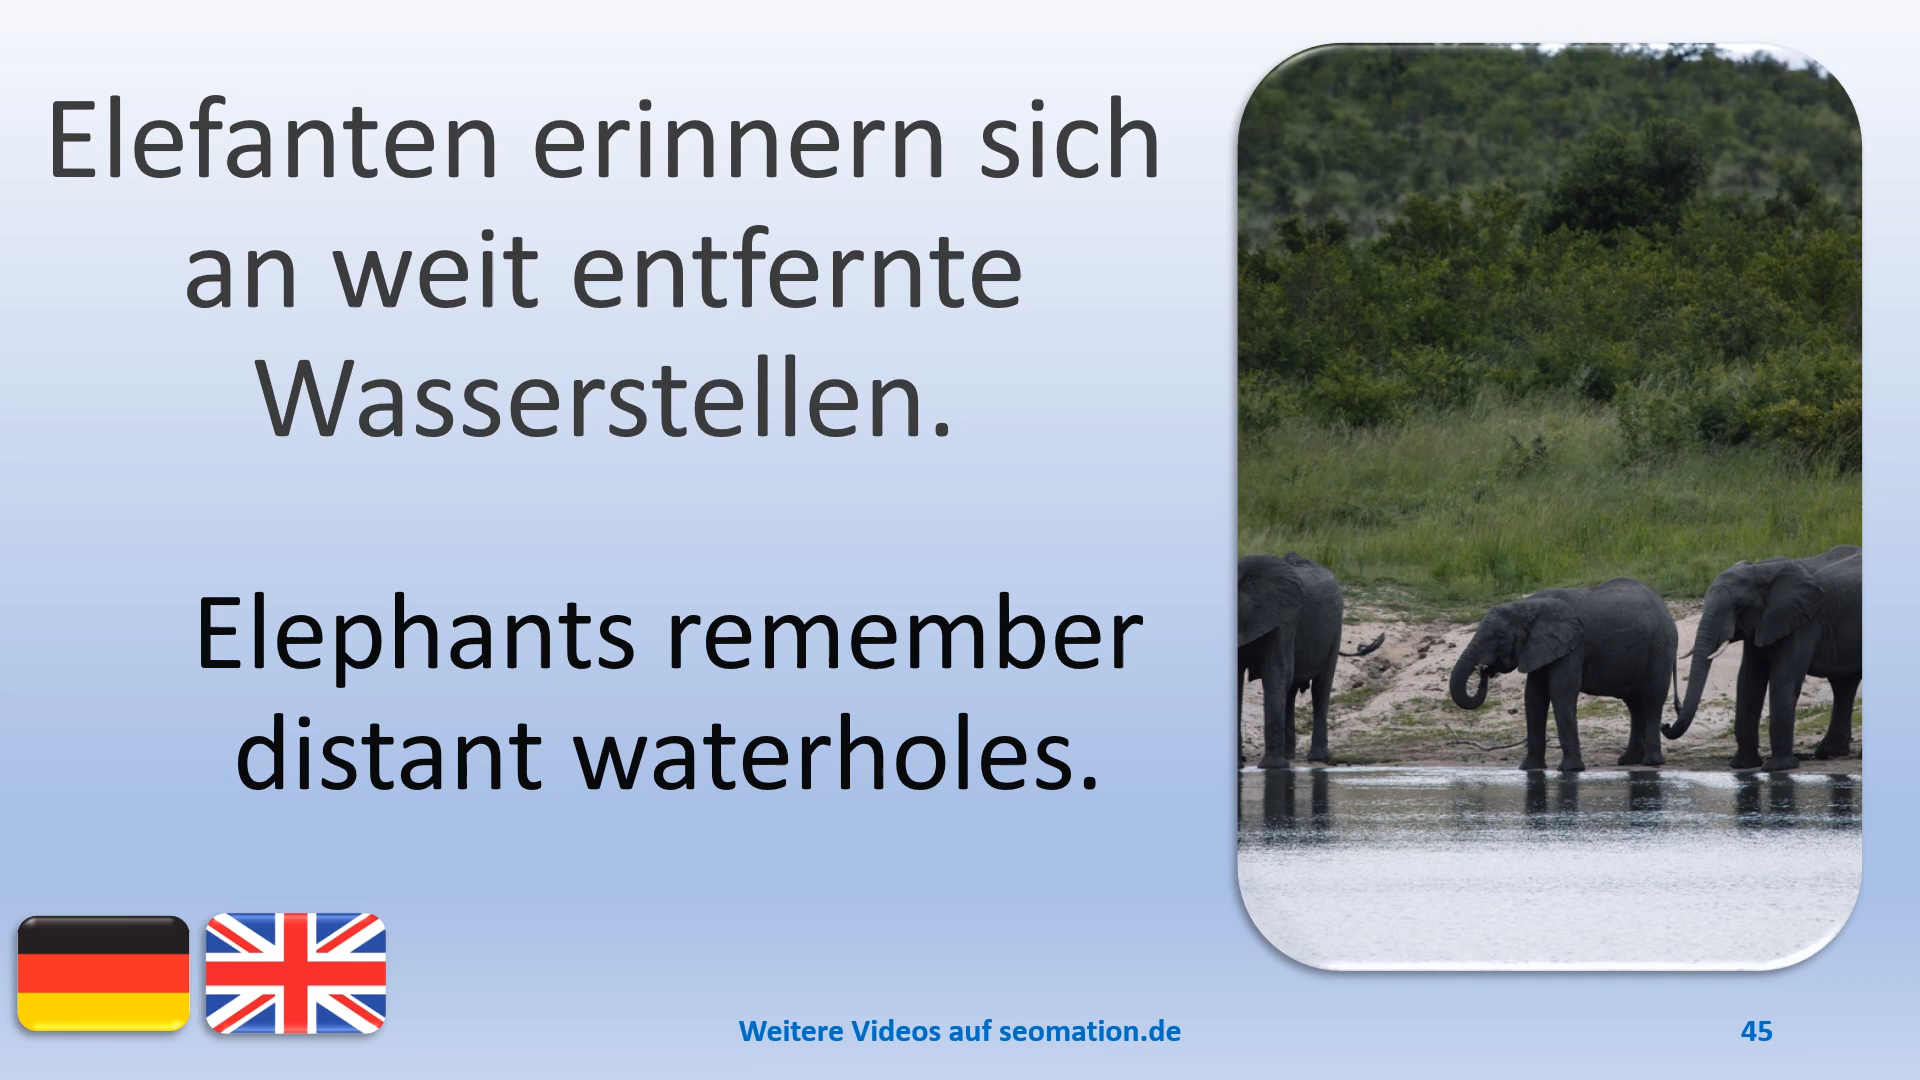 Elefanten erinnern sich
an weit entfernte
Wasserstellen.
Elephants remember
distant waterholes.
Weitere Videos auf seomation.de
45